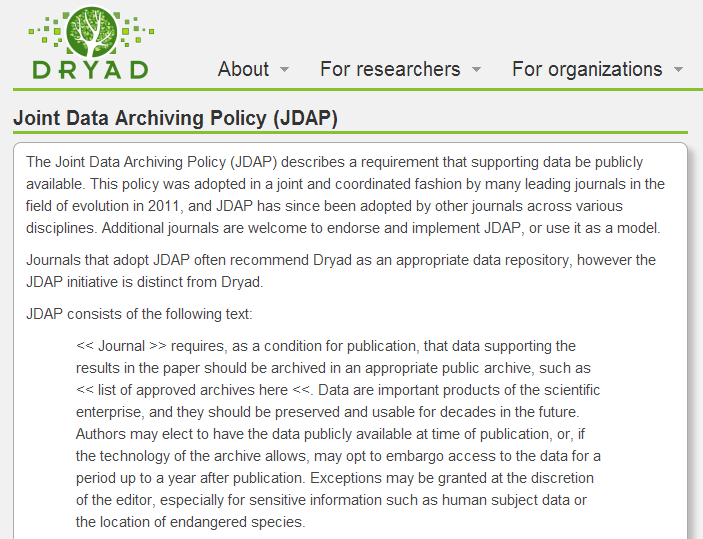 DRYAD
About
For researchers
For organizations
Joint Data Archiving Policy (JDAP)
The Joint Data Archiving Policy (JDAP) describes a requirement that supporting data be publicly
available. This policy was adopted in a joint and coordinated fashion by many leading journals in the
field of evolution in 2011, and JDAP has since been adopted by other journals across various
disciplines. Additional journals are welcome to endorse and implement JDAP, or use it as a model.
Journals that adopt JDAP often recommend Dryad as an appropriate data repository, however the
JDAP initiative is distinct from Dryad.
JDAP consists of the following text:
<< Journal >> requires, as a condition for publication, that data supporting the
results in the paper should be archived in an appropriate public archive, such as
<< list of approved archives here <<. Data are important products of the scientific
enterprise, and they should be preserved and usable for decades in the future.
Authors may elect to have the data publicly available at time of publication, or, if
the technology of the archive allows, may opt to embargo access to the data for a
period up to a year after publication. Exceptions may be granted at the discretion
of the editor, especially for sensitive information such as human subject data or
the location of endangered species.